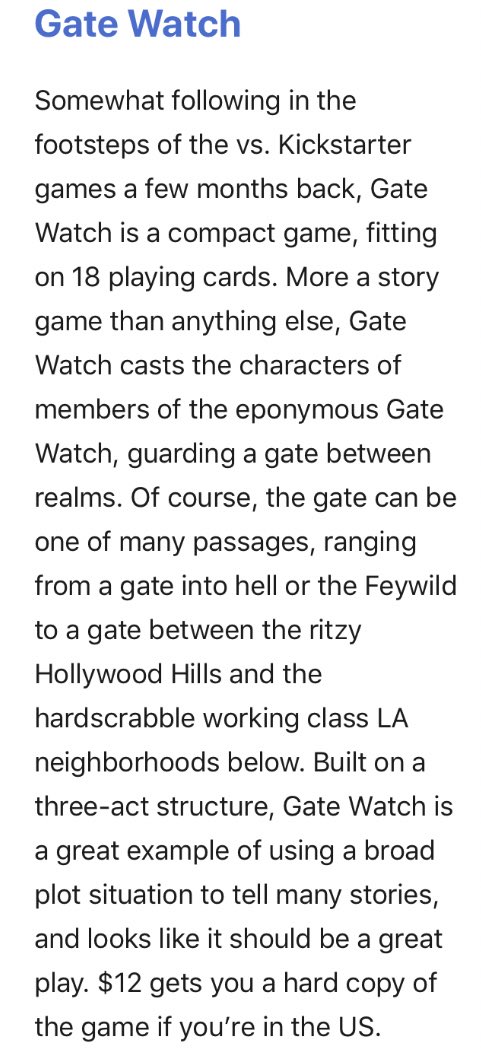 Gate Watch
Somewhat following in the
footsteps of the vs. Kickstarter
games a few months back, Gate
Watch is a compact game, fitting
on 18 playing cards. More a story
game than anything else, Gate
Watch casts the characters of
members of the eponymous Gate
Watch, guarding a gate between
realms. Of course, the gate can be
one of many passages, ranging
from a gate into hell or the Feywild
to a gate between the ritzy
Hollywood Hills and the
hardscrabble working class LA
neighborhoods below. Built on a
three-act structure, Gate Watch is
a great example of using a broad
plot situation to tell many stories,
and looks like it should be a great
play. $12 gets you a hard copy of
the game if you’re in the US.